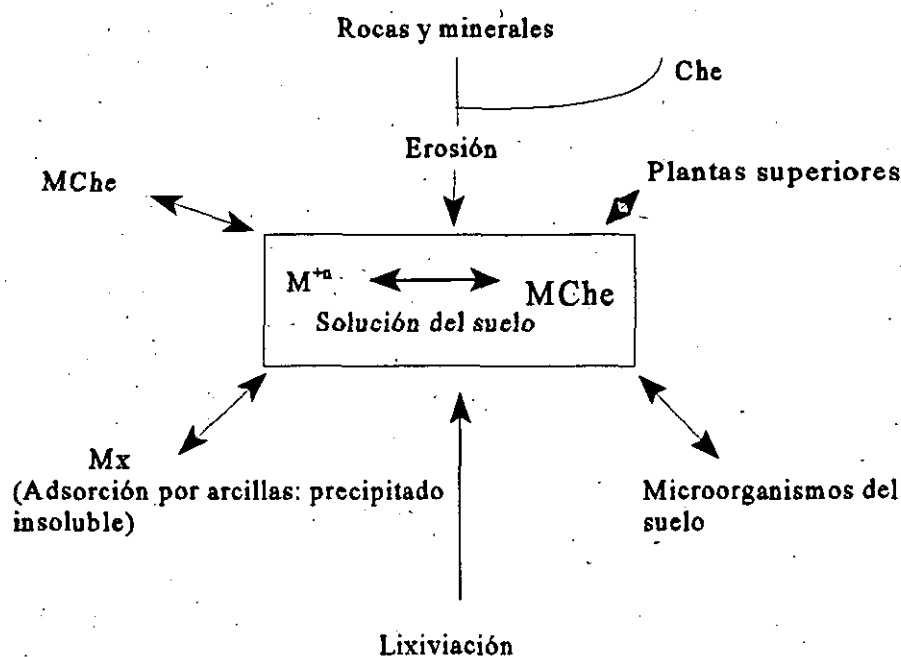 Rocas y minerales
Che
Erosión
MChe
Plantas superiores
M⁺ⁿ
MChe
Solución del suelo
Mx
(Adsorción por arcillas: precipitado
insoluble)
Microorganismos del
suelo
Lixiviación